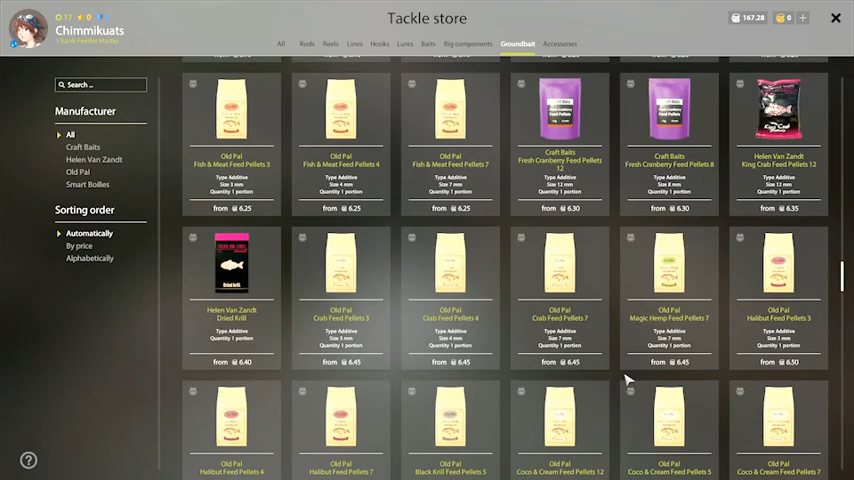 Tackle store
17 0
Chimmikuats
167.28 0
All Rods Reels Lines Hooks Lures Baits Rig components Groundbait Accessories
Search ...
Manufacturer
All
Craft Baits
Helen Van Zandt
Old Pal
Smart Boilies
Sorting order
Automatically
By price
Alphabetically
Old Pal
Fish & Meat Feed Pellets 3
Type Additive
Size 3 mm
Quantity 1 portion
from 6.25
Old Pal
Fish & Meat Feed Pellets 4
Type Additive
Size 4 mm
Quantity 1 portion
from 6.25
Old Pal
Fish & Meat Feed Pellets 7
Type Additive
Size 7 mm
Quantity 1 portion
from 6.25
Craft Baits
Fresh Cranberry Feed Pellets
12
Type Additive
Size 12 mm
Quantity 1 portion
from 6.30
Craft Baits
Fresh Cranberry Feed Pellets 8
Type Additive
Size 8 mm
Quantity 1 portion
from 6.30
Helen Van Zandt
King Crab Feed Pellets 12
Type Additive
Size 12 mm
Quantity 1 portion
from 6.35
Helen Van Zandt
Dried Krill
Type Additive
Quantity 1 portion
from 6.40
Old Pal
Crab Feed Pellets 3
Type Additive
Size 3 mm
Quantity 1 portion
from 6.45
Old Pal
Crab Feed Pellets 4
Type Additive
Size 4 mm
Quantity 1 portion
from 6.45
Old Pal
Crab Feed Pellets 7
Type Additive
Size 7 mm
Quantity 1 portion
from 6.45
Old Pal
Magic Hemp Feed Pellets 7
Type Additive
Size 7 mm
Quantity 1 portion
from 6.45
Old Pal
Halibut Feed Pellets 3
Type Additive
Size 3 mm
Quantity 1 portion
from 6.50
Old Pal
Halibut Feed Pellets 4
Old Pal
Halibut Feed Pellets 7
Old Pal
Black Krill Feed Pellets 5
Old Pal
Coco & Cream Feed Pellets 12
Old Pal
Coco & Cream Feed Pellets 5
Old Pal
Coco & Cream Feed Pellets 7